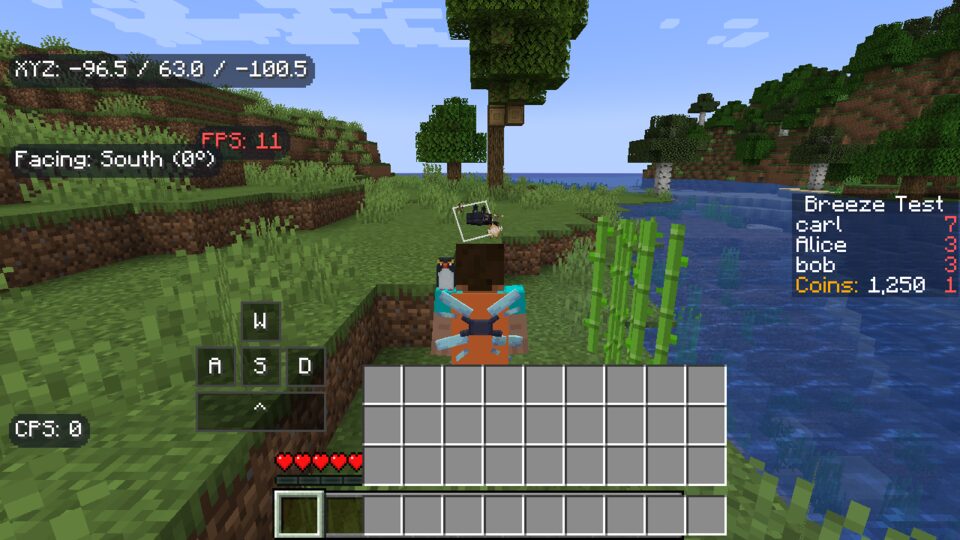 XYZ: -96.5 / 63.0 / -100.5
FPS: 11
Facing: South (0º)
Breeze Test
carl 7
Alice 3
bob 3
Coins: 1,250 1
W
A S D
^
CPS: 0